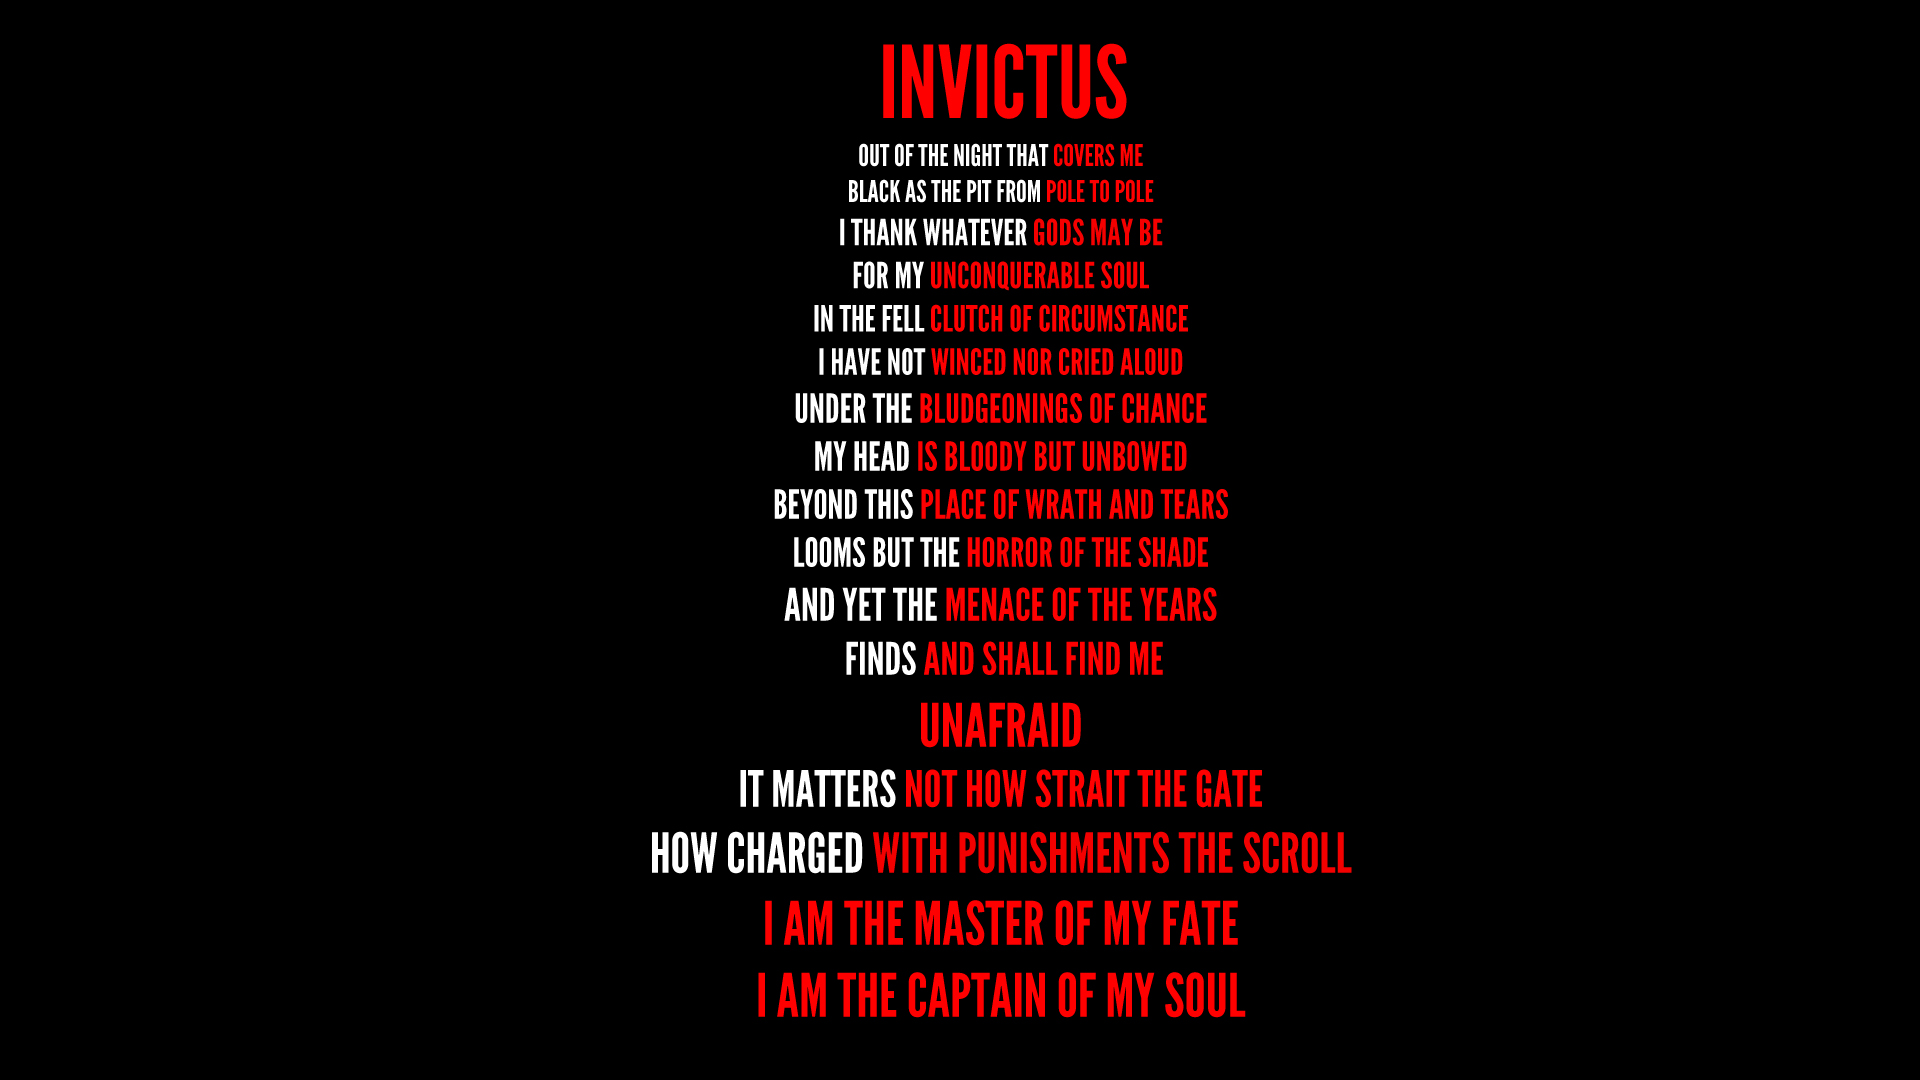 INVICTUS
OUT OF THE NIGHT THAT COVERS ME
BLACK AS THE PIT FROM POLE TO POLE
I THANK WHATEVER GODS MAY BE
FOR MY UNCONQUERABLE SOUL
IN THE FELL CLUTCH OF CIRCUMSTANCE
I HAVE NOT WINCED NOR CRIED ALOUD
UNDER THE BLUDGEONINGS OF CHANCE
MY HEAD IS BLOODY BUT UNBOWED
BEYOND THIS PLACE OF WRATH AND TEARS
LOOMS BUT THE HORROR OF THE SHADE
AND YET THE MENACE OF THE YEARS
FINDS AND SHALL FIND ME
UNAFRAID
IT MATTERS NOT HOW STRAIT THE GATE
HOW CHARGED WITH PUNISHMENTS THE SCROLL
I AM THE MASTER OF MY FATE
I AM THE CAPTAIN OF MY SOUL